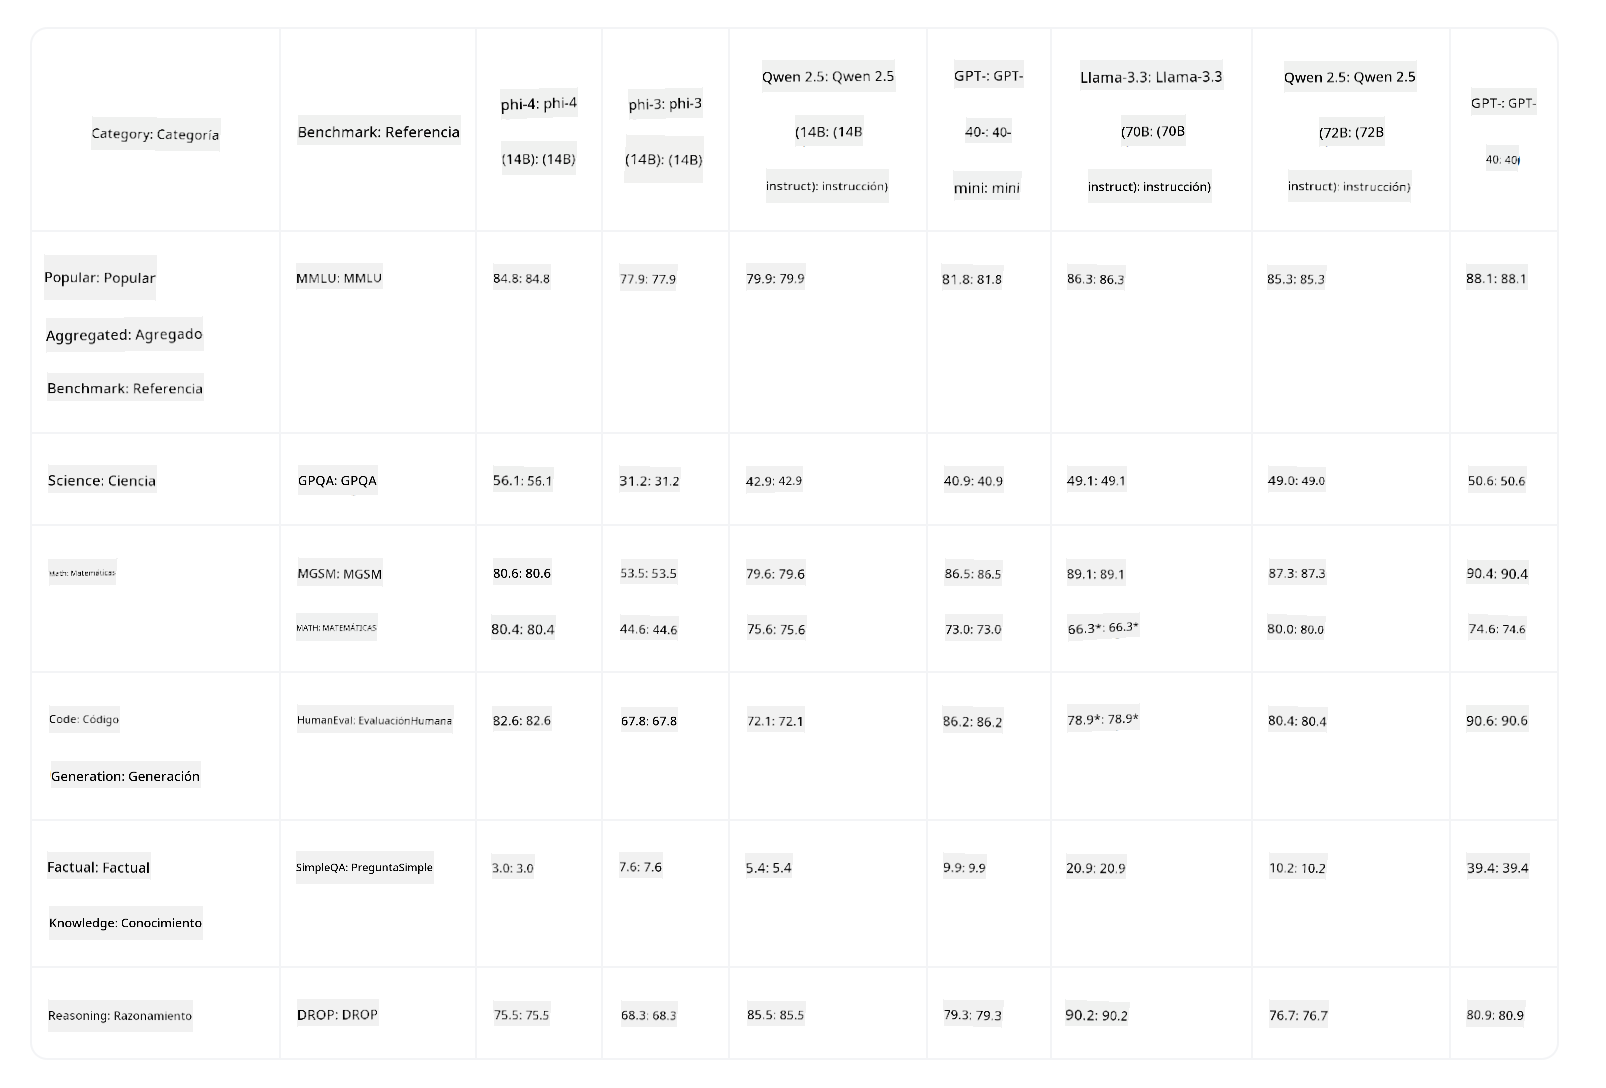 Category: Categoría
Benchmark: Referencia
phi-4: phi-4
(14B): (14B)
phi-3: phi-3
(14B): (14B)
Qwen 2.5: Qwen 2.5
(14B: (14B
instruct): instrucción)
GPT-: GPT-
40-: 40-
mini: mini
Llama-3.3: Llama-3.3
(70B: (70B
instruct): instrucción)
Qwen 2.5: Qwen 2.5
(72B: (72B
instruct): instrucción)
GPT-: GPT-
40: 40
Popular: Popular
Aggregated: Agregado
Benchmark: Referencia
MMLU: MMLU
84.8: 84.8
77.9: 77.9
79.9: 79.9
81.8: 81.8
86.3: 86.3
85.3: 85.3
88.1: 88.1
Science: Ciencia
GPQA: GPQA
56.1: 56.1
31.2: 31.2
42.9: 42.9
40.9: 40.9
49.1: 49.1
49.0: 49.0
50.6: 50.6
Math: Matemáticas
MGSM: MGSM
80.6: 80.6
53.5: 53.5
79.6: 79.6
86.5: 86.5
89.1: 89.1
87.3: 87.3
90.4: 90.4
MATH: MATEMÁTICAS
80.4: 80.4
44.6: 44.6
75.6: 75.6
73.0: 73.0
66.3*: 66.3*
80.0: 80.0
74.6: 74.6
Code: Código
Generation: Generación
HumanEval: EvaluaciónHumana
82.6: 82.6
67.8: 67.8
72.1: 72.1
86.2: 86.2
78.9*: 78.9*
80.4: 80.4
90.6: 90.6
Factual: Factual
Knowledge: Conocimiento
SimpleQA: PreguntaSimple
3.0: 3.0
7.6: 7.6
5.4: 5.4
9.9: 9.9
20.9: 20.9
10.2: 10.2
39.4: 39.4
Reasoning: Razonamiento
DROP: DROP
75.5: 75.5
68.3: 68.3
85.5: 85.5
79.3: 79.3
90.2: 90.2
76.7: 76.7
80.9: 80.9